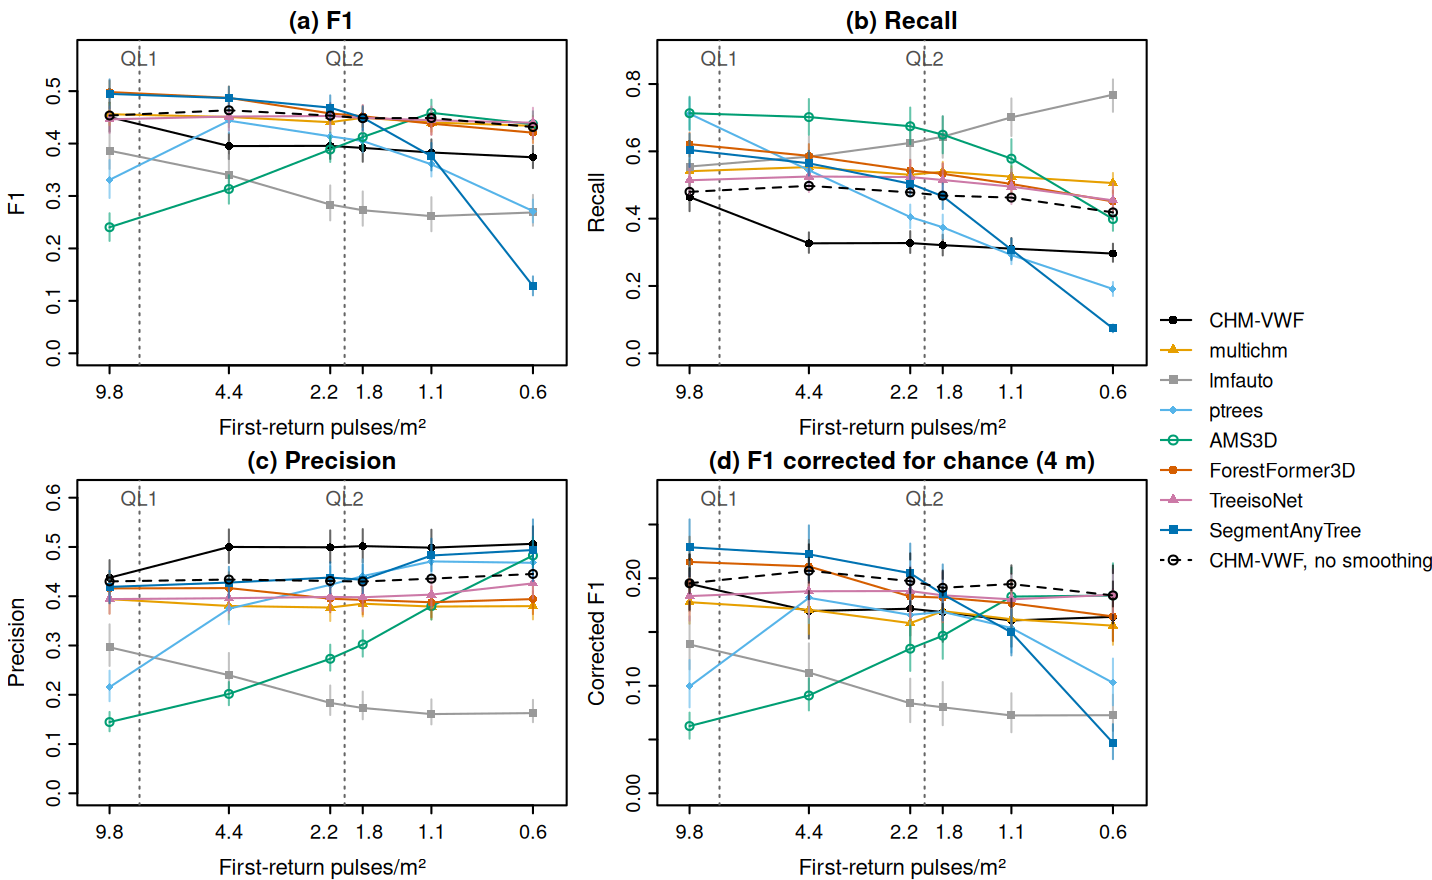 (a) F1
QL1
QL2
F1
0.5
0.4
0.3
0.2
0.1
0.0
9.8 4.4 2.2 1.8 1.1 0.6
First-return pulses/m²
(b) Recall
QL1
QL2
Recall
0.8
0.6
0.4
0.2
0.0
9.8 4.4 2.2 1.8 1.1 0.6
First-return pulses/m²
(c) Precision
QL1
QL2
Precision
0.6
0.5
0.4
0.3
0.2
0.1
0.0
9.8 4.4 2.2 1.8 1.1 0.6
First-return pulses/m²
(d) F1 corrected for chance (4 m)
QL1
QL2
Corrected F1
0.20
0.10
0.00
9.8 4.4 2.2 1.8 1.1 0.6
First-return pulses/m²
CHM-VWF
multichm
lmfauto
ptrees
AMS3D
ForestFormer3D
TreeisoNet
SegmentAnyTree
CHM-VWF, no smoothing